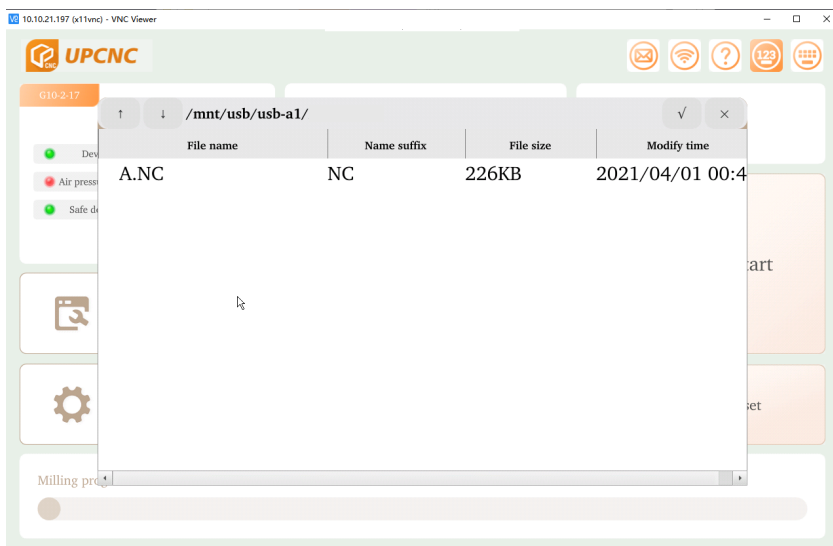 10.10.21.197 (x11vnc) - VNC Viewer
CNC UPCNC
123
G10-2-17
↑ ↓ /mnt/usb/usb-a1/ √ ×
File name Name suffix File size Modify time
A.NC NC 226KB 2021/04/01 00:4
Dev
Air press
Safe d
art
set
Milling pro